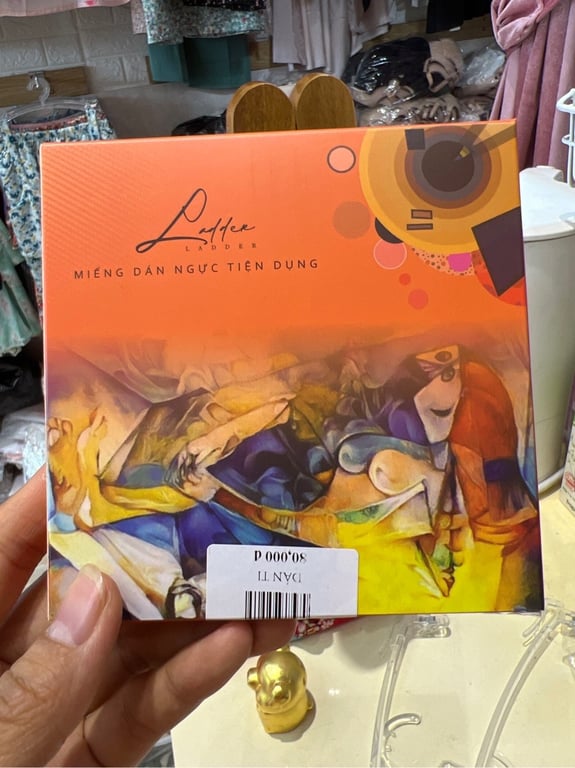 Ladder
LADDER
MIẾNG DÁN NGỰC TIỆN DỤNG
DÁN TI
80,000 đ